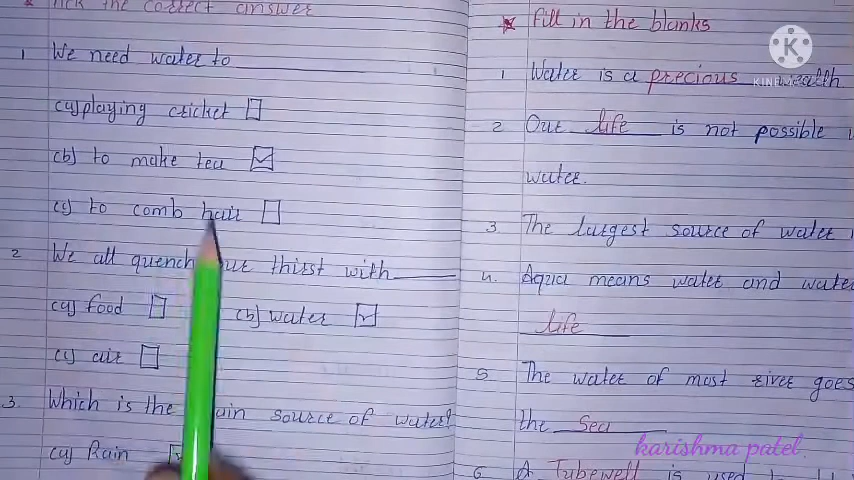 * Tick the correct answer
1 We need water to
(a) playing cricket
(b) to make tea
(c) to comb hair
2 We all quench our thirst with
(a) food (b) water
(c) air
3. Which is the ain source of water?
(a) Rain
* Fill in the blanks
1 Water is a precious wealth.
2 Our life is not possible
water.
3 The largest source of water
4. Aqua means water and water
life
5 The water of most river goes
the Sea
6 A Tubewell is used
K
KINEMASTER
karishma patel